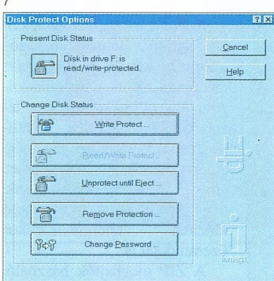 Disk Protect Options
Present Disk Status
Disk in drive F: is
read/write-protected.
Cancel
Help
Change Disk Status
Write Protect ...
Read/Write Protect...
Unprotect until Eject ...
Remove Protection ...
Change Password ...
iomega